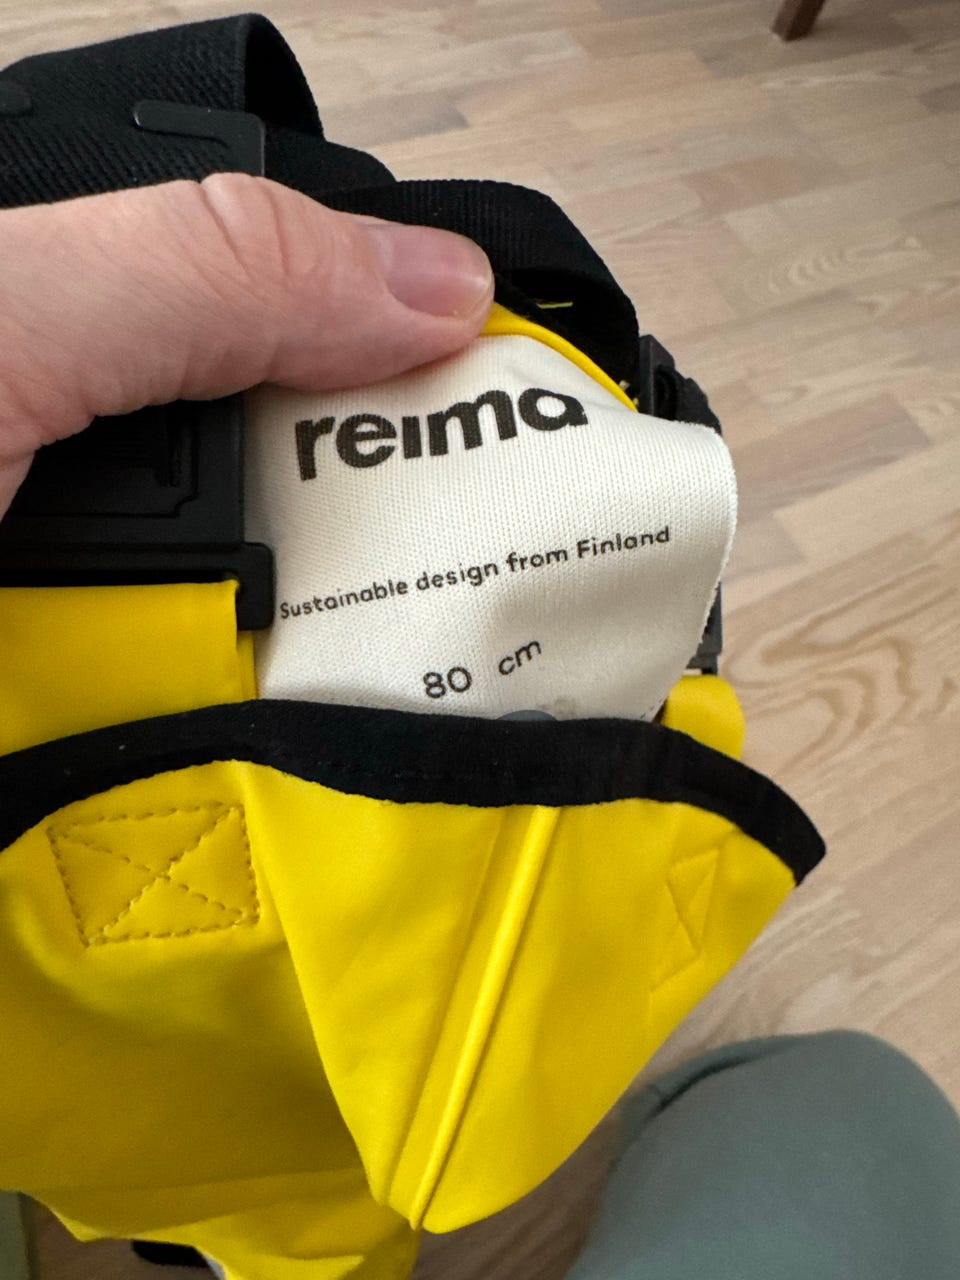 reima
Sustainable design from Finland
80 cm